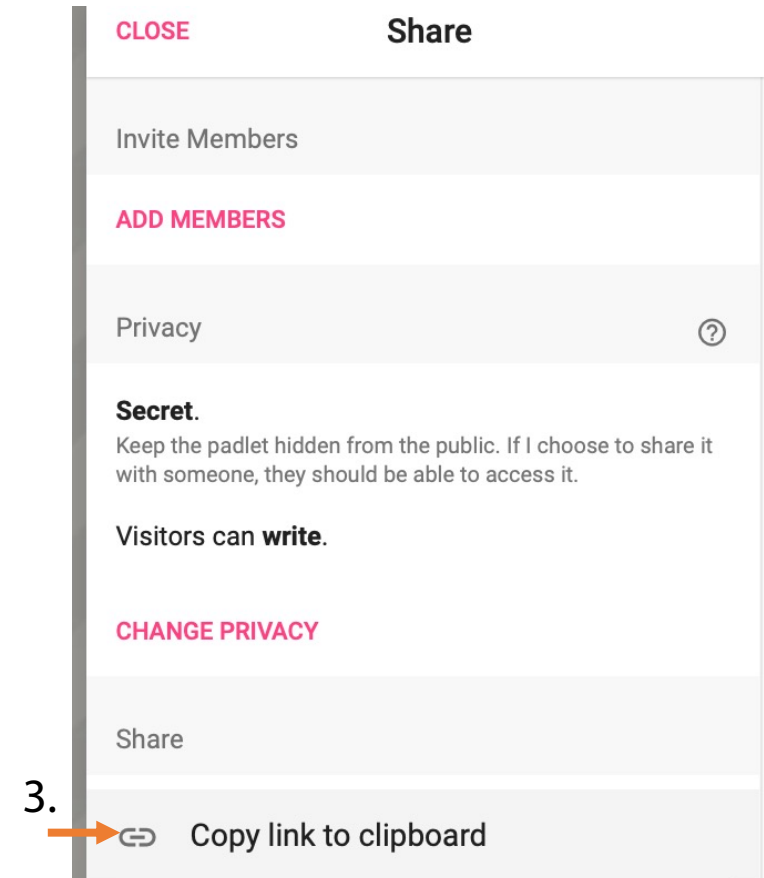 CLOSE Share
Invite Members
ADD MEMBERS
Privacy
Secret.
Keep the padlet hidden from the public. If I choose to share it
with someone, they should be able to access it.
Visitors can write.
CHANGE PRIVACY
Share
3.
Copy link to clipboard